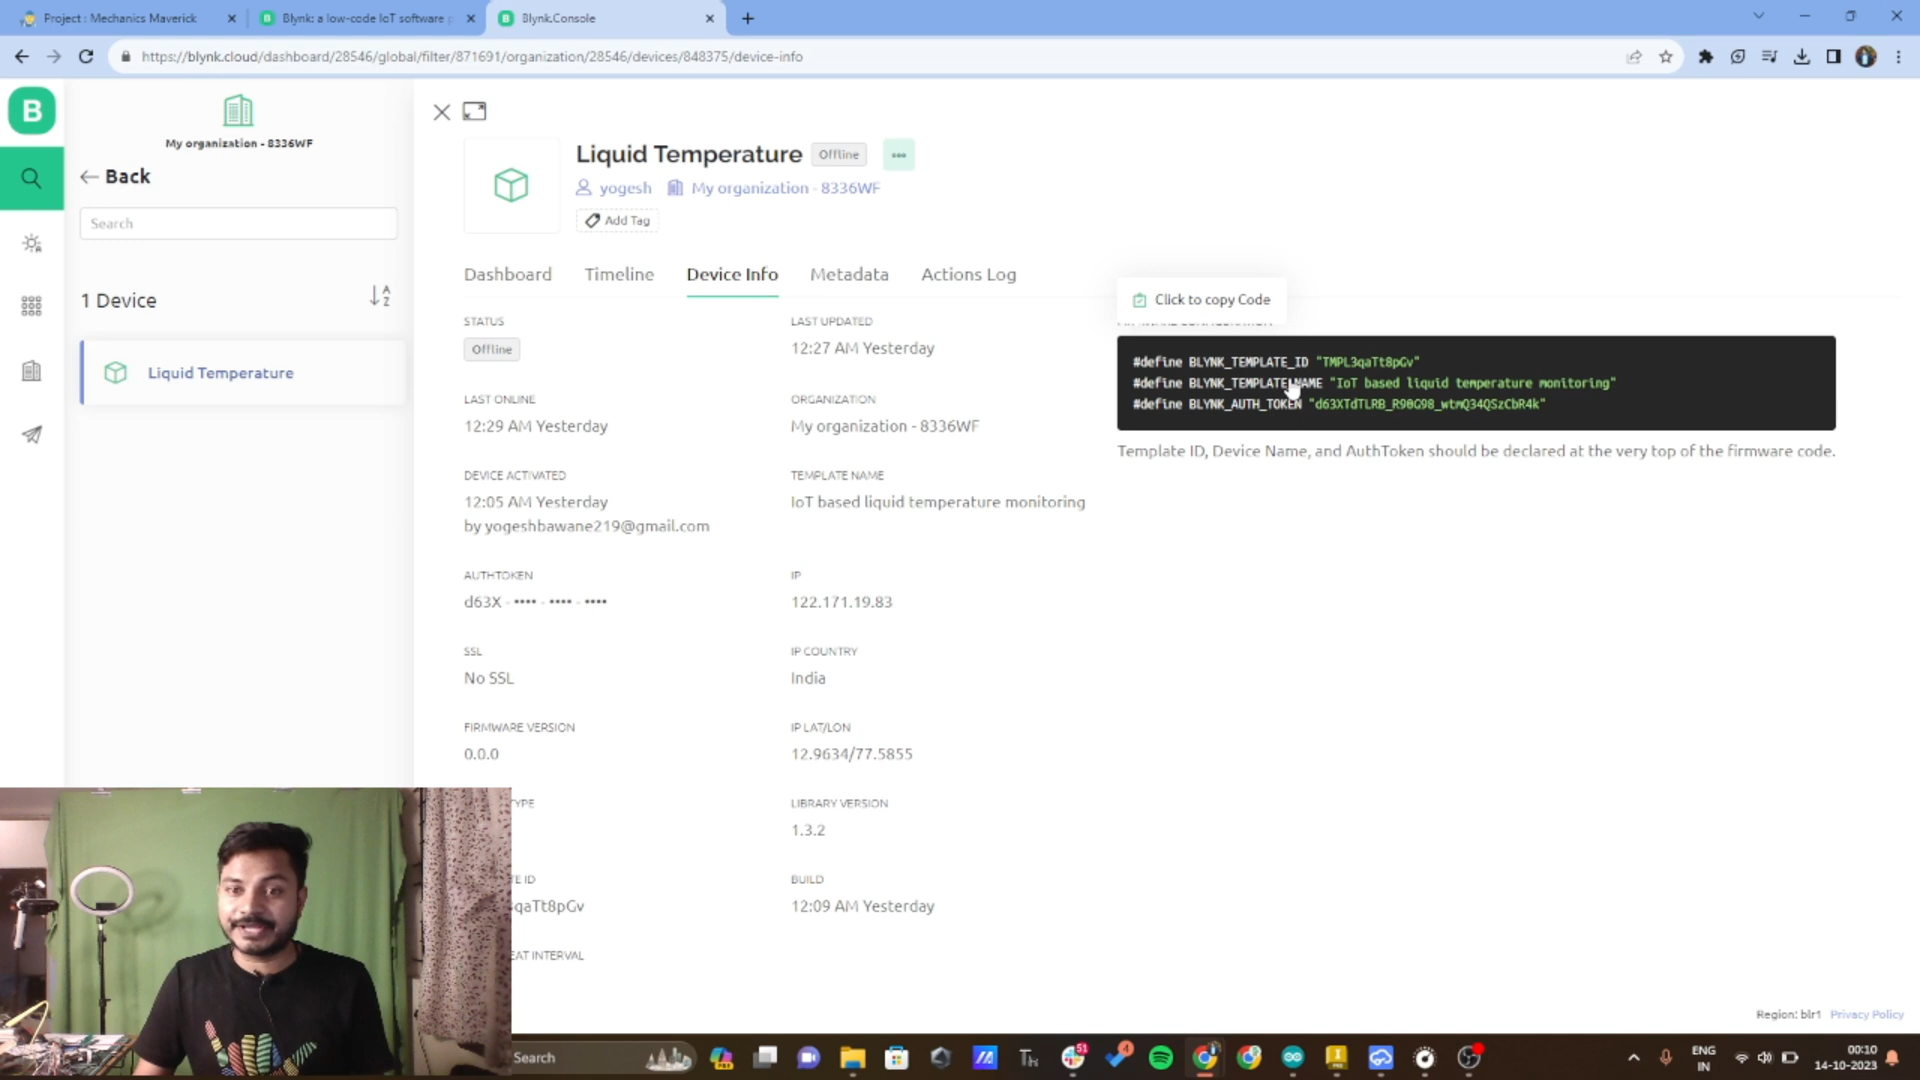 Project : Mechanics Maverick
Blynk: a low-code IoT software p
Blynk.Console
https://blynk.cloud/dashboard/28546/global/filter/871691/organization/28546/devices/848375/device-info
B
My organization - 8336WF
Back
Search
1 Device
A
Z
Liquid Temperature
Liquid Temperature
Offline
yogesh
My organization - 8336WF
Add Tag
Dashboard
Timeline
Device Info
Metadata
Actions Log
STATUS
Offline
LAST UPDATED
12:27 AM Yesterday
LAST ONLINE
12:29 AM Yesterday
ORGANIZATION
My organization - 8336WF
DEVICE ACTIVATED
12:05 AM Yesterday
by yogeshbawane219@gmail.com
TEMPLATE NAME
IoT based liquid temperature monitoring
AUTHTOKEN
d63X - •••• - •••• - ••••
IP
122.171.19.83
SSL
No SSL
IP COUNTRY
India
FIRMWARE VERSION
0.0.0
IP LAT/LON
12.9634/77.5855
YPE
LIBRARY VERSION
1.3.2
E ID
qaTt8pGv
BUILD
12:09 AM Yesterday
EAT INTERVAL
Click to copy Code
#define BLYNK_TEMPLATE_ID "TMPL3qaTt8pGv"
#define BLYNK_TEMPLATE_NAME "IoT based liquid temperature monitoring"
#define BLYNK_AUTH_TOKEN "d63XTdTLRB_R90G98_wtmQ34QSzCbR4k"
Template ID, Device Name, and AuthToken should be declared at the very top of the firmware code.
Region: blr1 Privacy Policy
Search
51
4
ENG
IN
00:10
14-10-2023